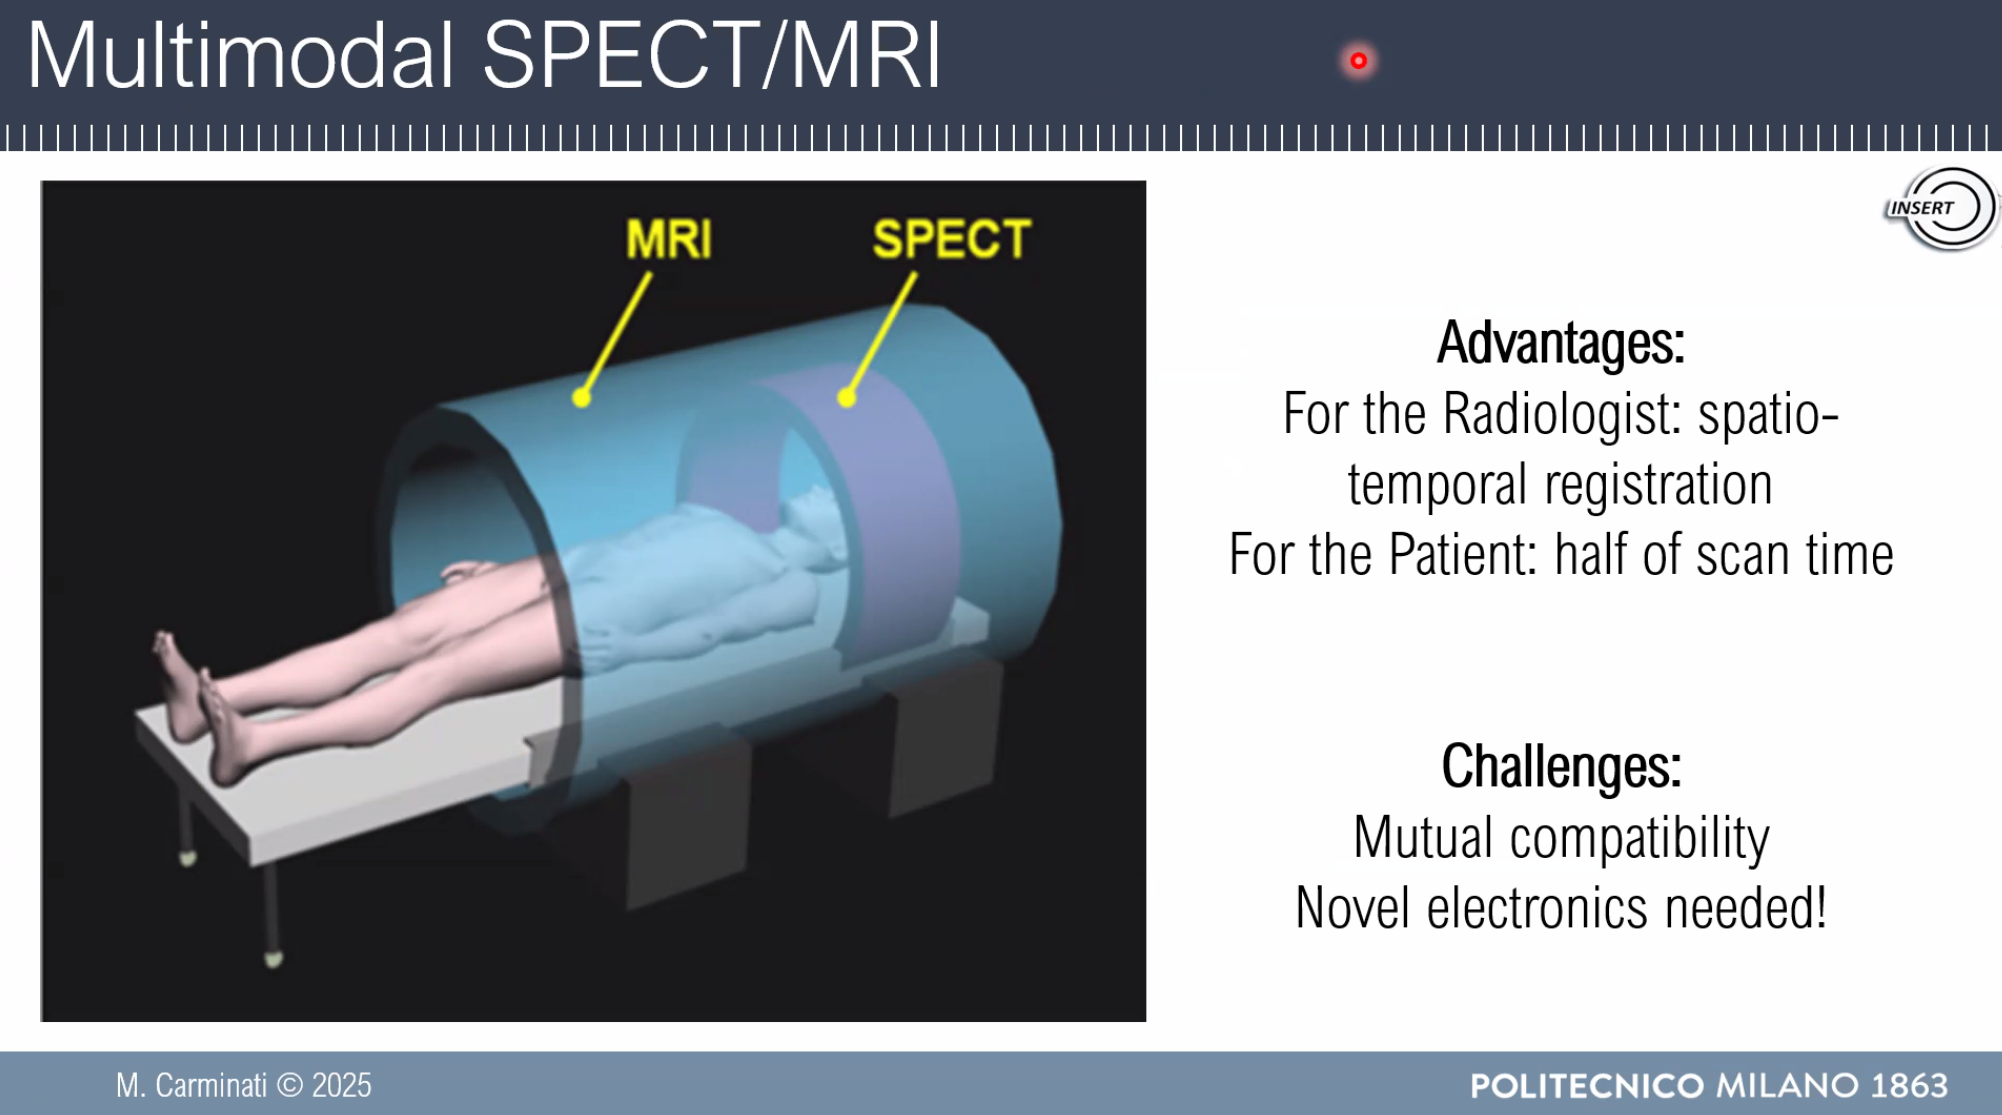 Multimodal SPECT/MRI
MRI
SPECT
INSERT
Advantages:
For the Radiologist: spatio-
temporal registration
For the Patient: half of scan time
Challenges:
Mutual compatibility
Novel electronics needed!
M. Carminati © 2025
POLITECNICO MILANO 1863